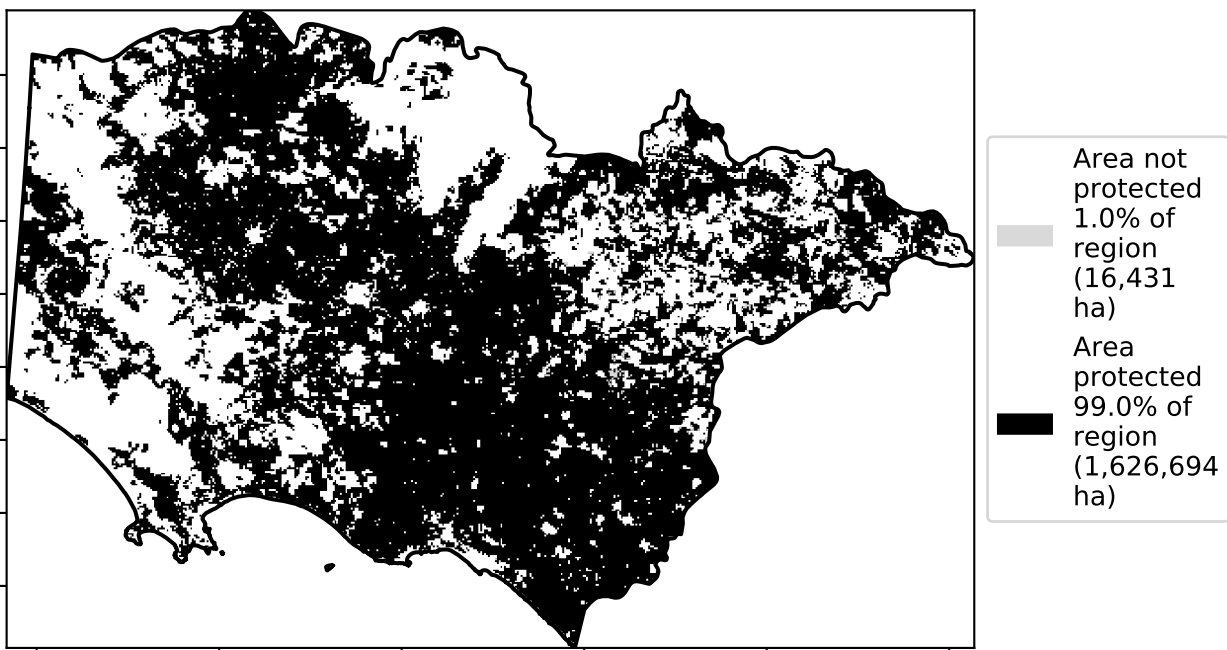 Area not
protected
1.0% of
region
(16,431
ha)
Area
protected
99.0% of
region
(1,626,694
ha)